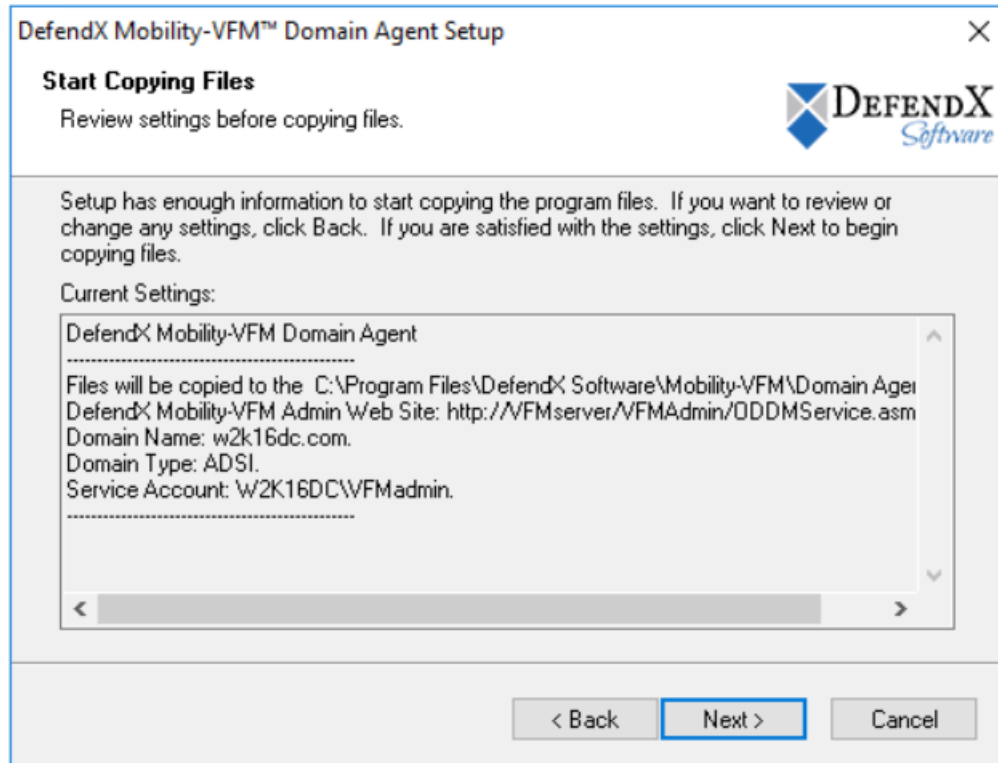 DefendX Mobility-VFM™ Domain Agent Setup
Start Copying Files
Review settings before copying files.
DEFENDX
Software
Setup has enough information to start copying the program files. If you want to review or
change any settings, click Back. If you are satisfied with the settings, click Next to begin
copying files.
Current Settings:
DefendX Mobility-VFM Domain Agent
------------------------------------------------
Files will be copied to the C:\Program Files\DefendX Software\Mobility-VFM\Domain Agen
DefendX Mobility-VFM Admin Web Site: http://VFMserver/VFMAdmin/ODDMService.asm
Domain Name: w2k16dc.com.
Domain Type: ADSI.
Service Account: W2K16DC\VFMadmin.
------------------------------------------------
< Back
Next >
Cancel